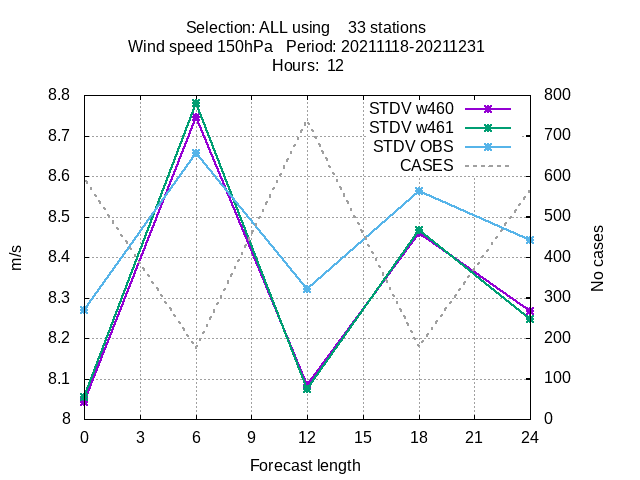 Selection: ALL using    33 stations
Wind speed 150hPa   Period: 20211118-20211231
Hours:  12
8.8
8.7
8.6
8.5
8.4
8.3
8.2
8.1
8
m/s
800
700
600
500
400
300
200
100
0
No cases
STDV w460
STDV w461
STDV OBS
CASES
0 3 6 9 12 15 18 21 24
Forecast length